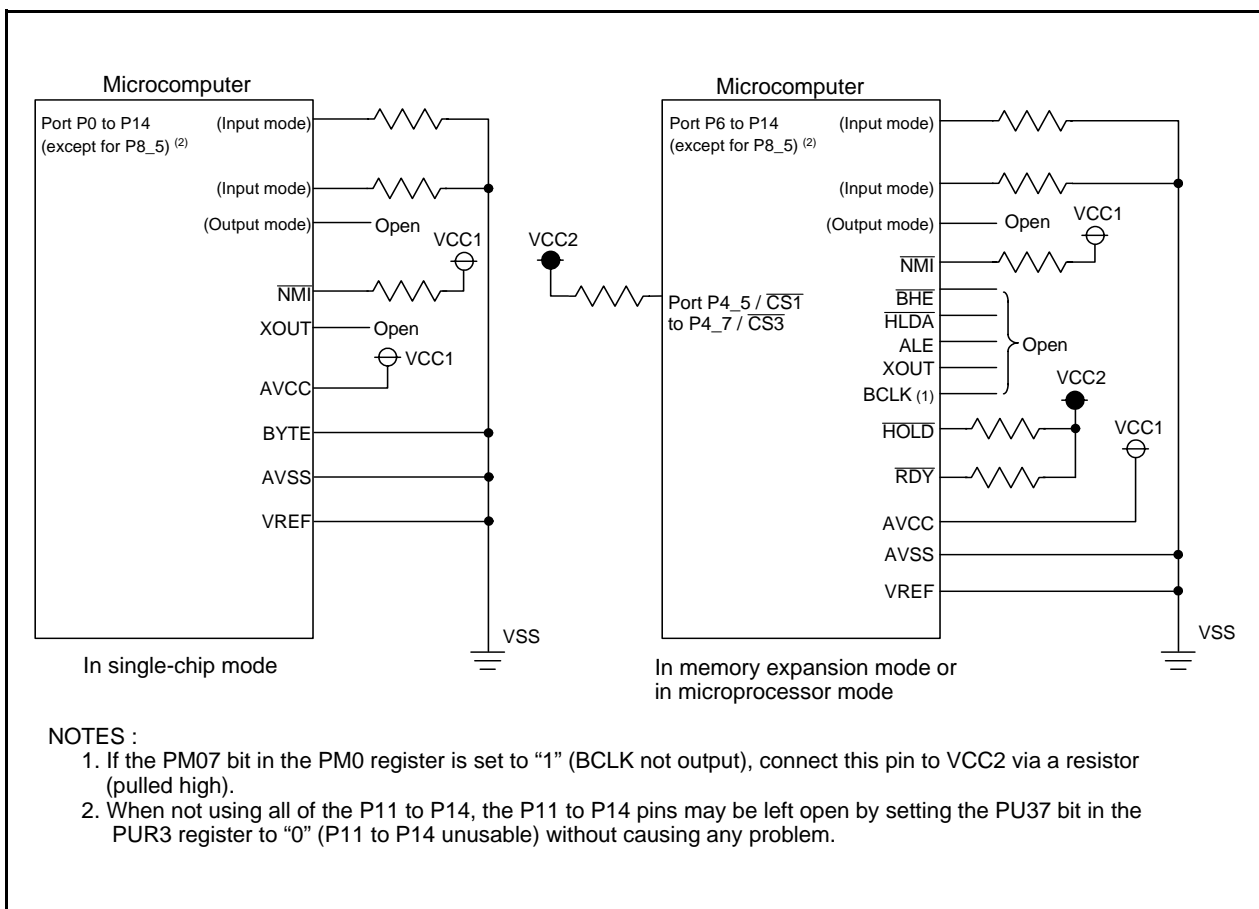 Microcomputer
Port P0 to P14
(except for P8_5) (2)
(Input mode)
(Input mode)
(Output mode)
Open
VCC1
NMI
XOUT
Open
VCC1
AVCC
BYTE
AVSS
VREF
VSS
In single-chip mode
Microcomputer
Port P6 to P14
(except for P8_5) (2)
(Input mode)
(Input mode)
(Output mode)
Open
VCC1
NMI
VCC2
Port P4_5 / CS1
to P4_7 / CS3
BHE
HLDA
ALE
XOUT
BCLK (1)
Open
VCC2
HOLD
VCC1
RDY
AVCC
AVSS
VREF
VSS
In memory expansion mode or
in microprocessor mode
NOTES :
1. If the PM07 bit in the PM0 register is set to “1” (BCLK not output), connect this pin to VCC2 via a resistor
(pulled high).
2. When not using all of the P11 to P14, the P11 to P14 pins may be left open by setting the PU37 bit in the
PUR3 register to “0” (P11 to P14 unusable) without causing any problem.